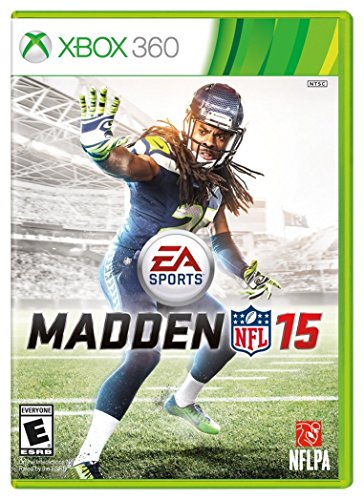 XBOX 360
NTSC
EA
SPORTS
MADDEN NFL 15
EVERYONE
E
ESRB
NFLPA